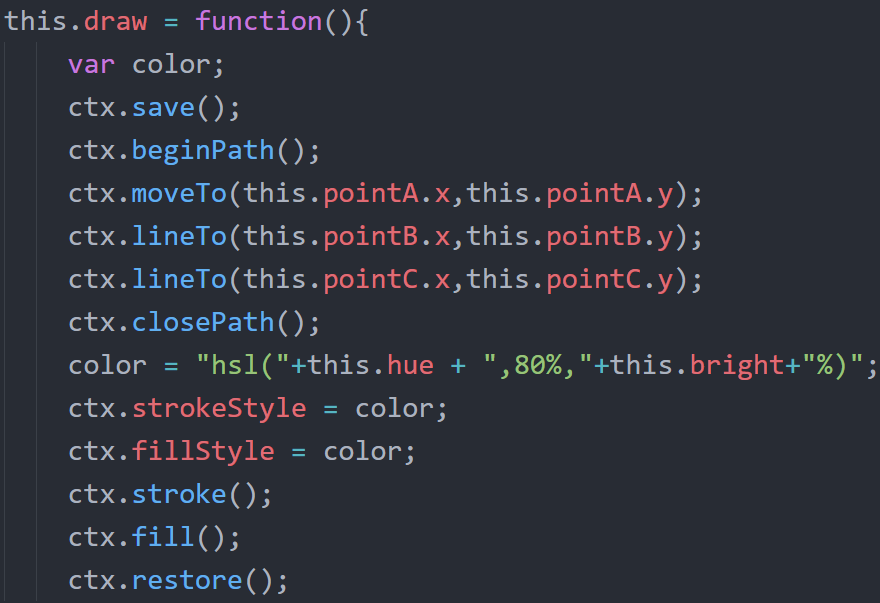 this.draw = function(){
var color;
ctx.save();
ctx.beginPath();
ctx.moveTo(this.pointA.x,this.pointA.y);
ctx.lineTo(this.pointB.x,this.pointB.y);
ctx.lineTo(this.pointC.x,this.pointC.y);
ctx.closePath();
color = "hsl("+this.hue + ",80%,"+this.bright+"%)";
ctx.strokeStyle = color;
ctx.fillStyle = color;
ctx.stroke();
ctx.fill();
ctx.restore();